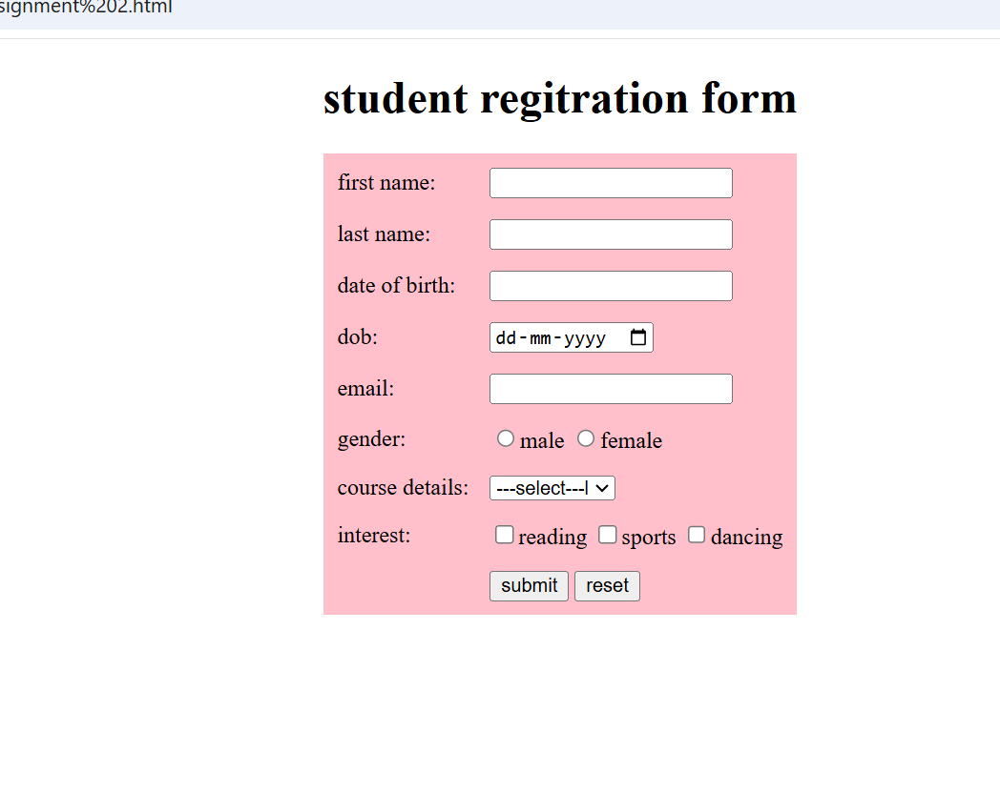 signment%202.html
student regitration form
first name:
last name:
date of birth:
dob: dd-mm-yyyy
email:
gender: male female
course details: ---select---l
interest: reading sports dancing
submit reset